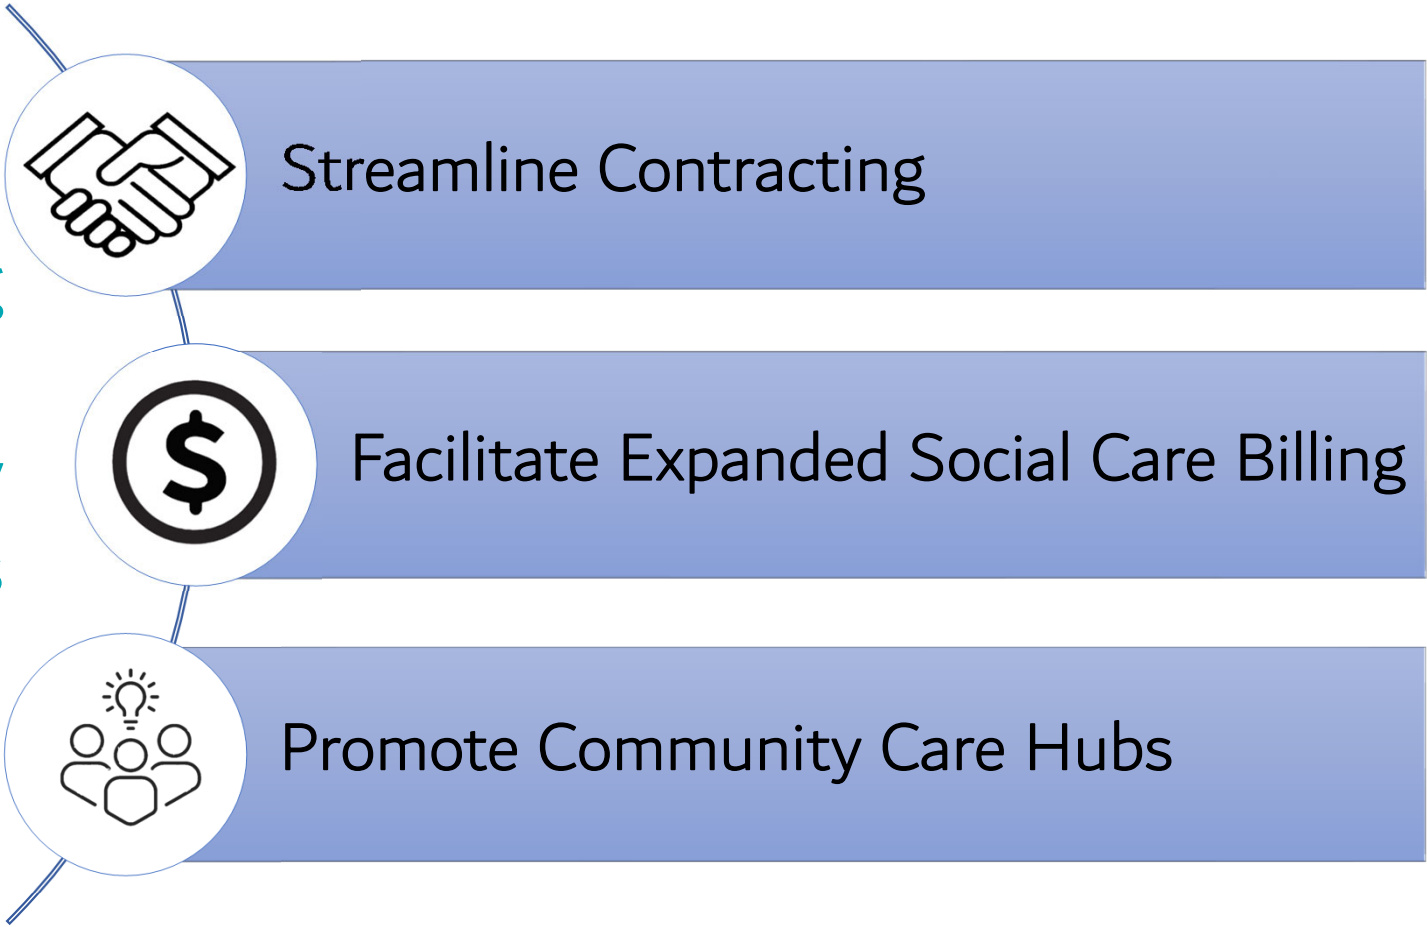 Streamline Contracting
Facilitate Expanded Social Care Billing
Promote Community Care Hubs